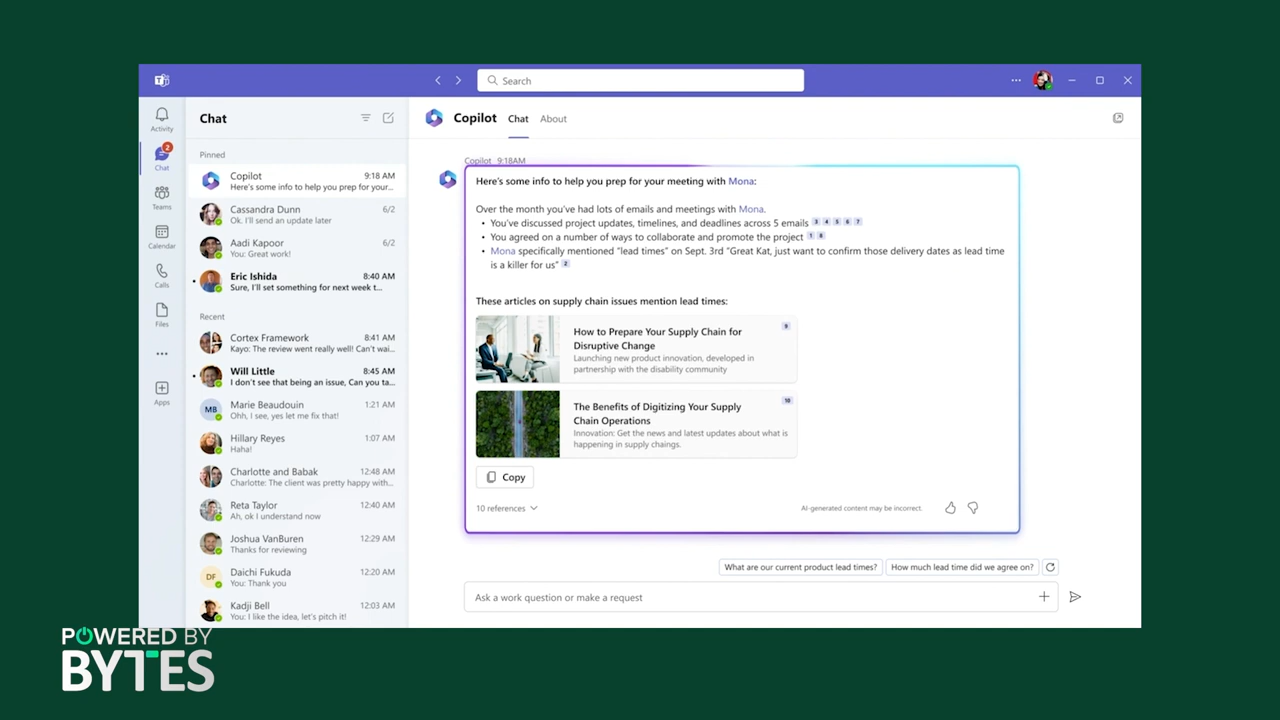 Search
Activity
2
Chat
Teams
Calendar
Calls
Files
Apps
Chat
Pinned
Copilot 9:18 AM
Here's some info to help you prep for your...
Cassandra Dunn 6/2
Ok. I'll send an update later
Aadi Kapoor 6/2
You: Great work!
Eric Ishida 8:40 AM
Sure, I'll set something for next week t...
Recent
Cortex Framework 8:41 AM
Kayo: The review went really well! Can't wai...
Will Little 8:45 AM
I don't see that being an issue, Can you ta...
MB
Marie Beaudouin 1:21 AM
Ohh, I see, yes let me fix that!
Hillary Reyes 1:07 AM
Haha!
Charlotte and Babak 12:48 AM
Charlotte: The client was pretty happy with...
Reta Taylor 12:40 AM
Ah, ok I understand now
Joshua VanBuren 12:29 AM
Thanks for reviewing
DF
Daichi Fukuda 12:20 AM
You: Thank you
Kadji Bell 12:03 AM
You: I like the idea, let's pitch it!
Copilot Chat About
Copilot 9:18AM
Here's some info to help you prep for your meeting with Mona:
Over the month you've had lots of emails and meetings with Mona.
• You've discussed project updates, timelines, and deadlines across 5 emails 3 4 5 6 7
• You agreed on a number of ways to collaborate and promote the project 1 8
• Mona specifically mentioned "lead times" on Sept. 3rd "Great Kat, just want to confirm those delivery dates as lead time
is a killer for us" 2
These articles on supply chain issues mention lead times:
How to Prepare Your Supply Chain for 9
Disruptive Change
Launching new product innovation, developed in
partnership with the disability community
The Benefits of Digitizing Your Supply 10
Chain Operations
Innovation: Get the news and latest updates about what is
happening in supply chaings.
Copy
10 references
AI-generated content may be incorrect.
What are our current product lead times?
How much lead time did we agree on?
Ask a work question or make a request
POWERED BY
BYTES